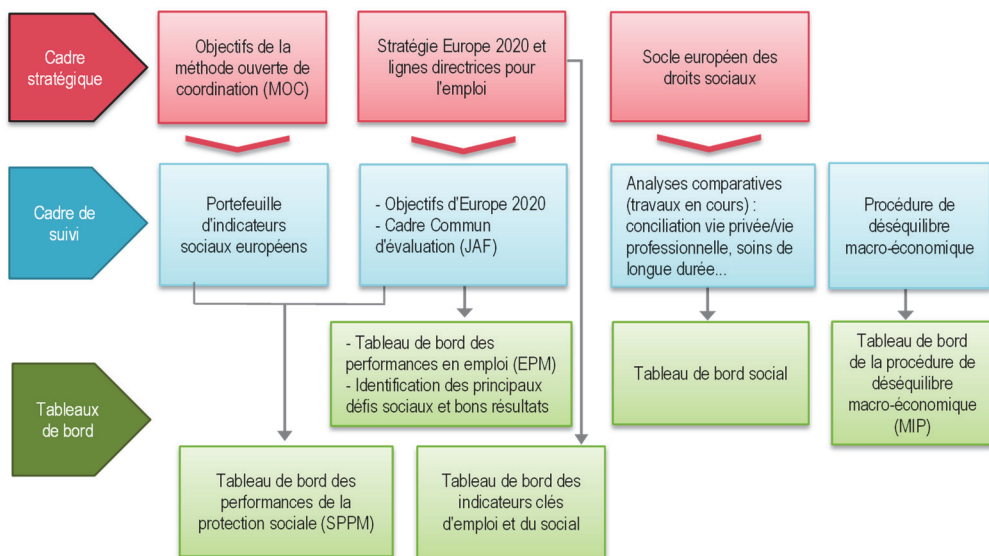 Cadre
stratégique
Objectifs de la
méthode ouverte de
coordination (MOC)
Stratégie Europe 2020 et
lignes directrices pour
l'emploi
Socle européen des
droits sociaux
Cadre de
suivi
Portefeuille
d'indicateurs
sociaux européens
- Objectifs d'Europe 2020
- Cadre Commun
d'évaluation (JAF)
Analyses comparatives
(travaux en cours) :
conciliation vie privée/vie
professionnelle, soins de
longue durée...
Procédure de
déséquilibre
macro-économique
Tableaux
de bord
- Tableau de bord des
performances en emploi (EPM)
- Identification des principaux
défis sociaux et bons résultats
Tableau de bord social
Tableau de bord
de la procédure de
déséquilibre
macro-économique
(MIP)
Tableau de bord des
performances de la
protection sociale (SPPM)
Tableau de bord des
indicateurs clés
d'emploi et du social